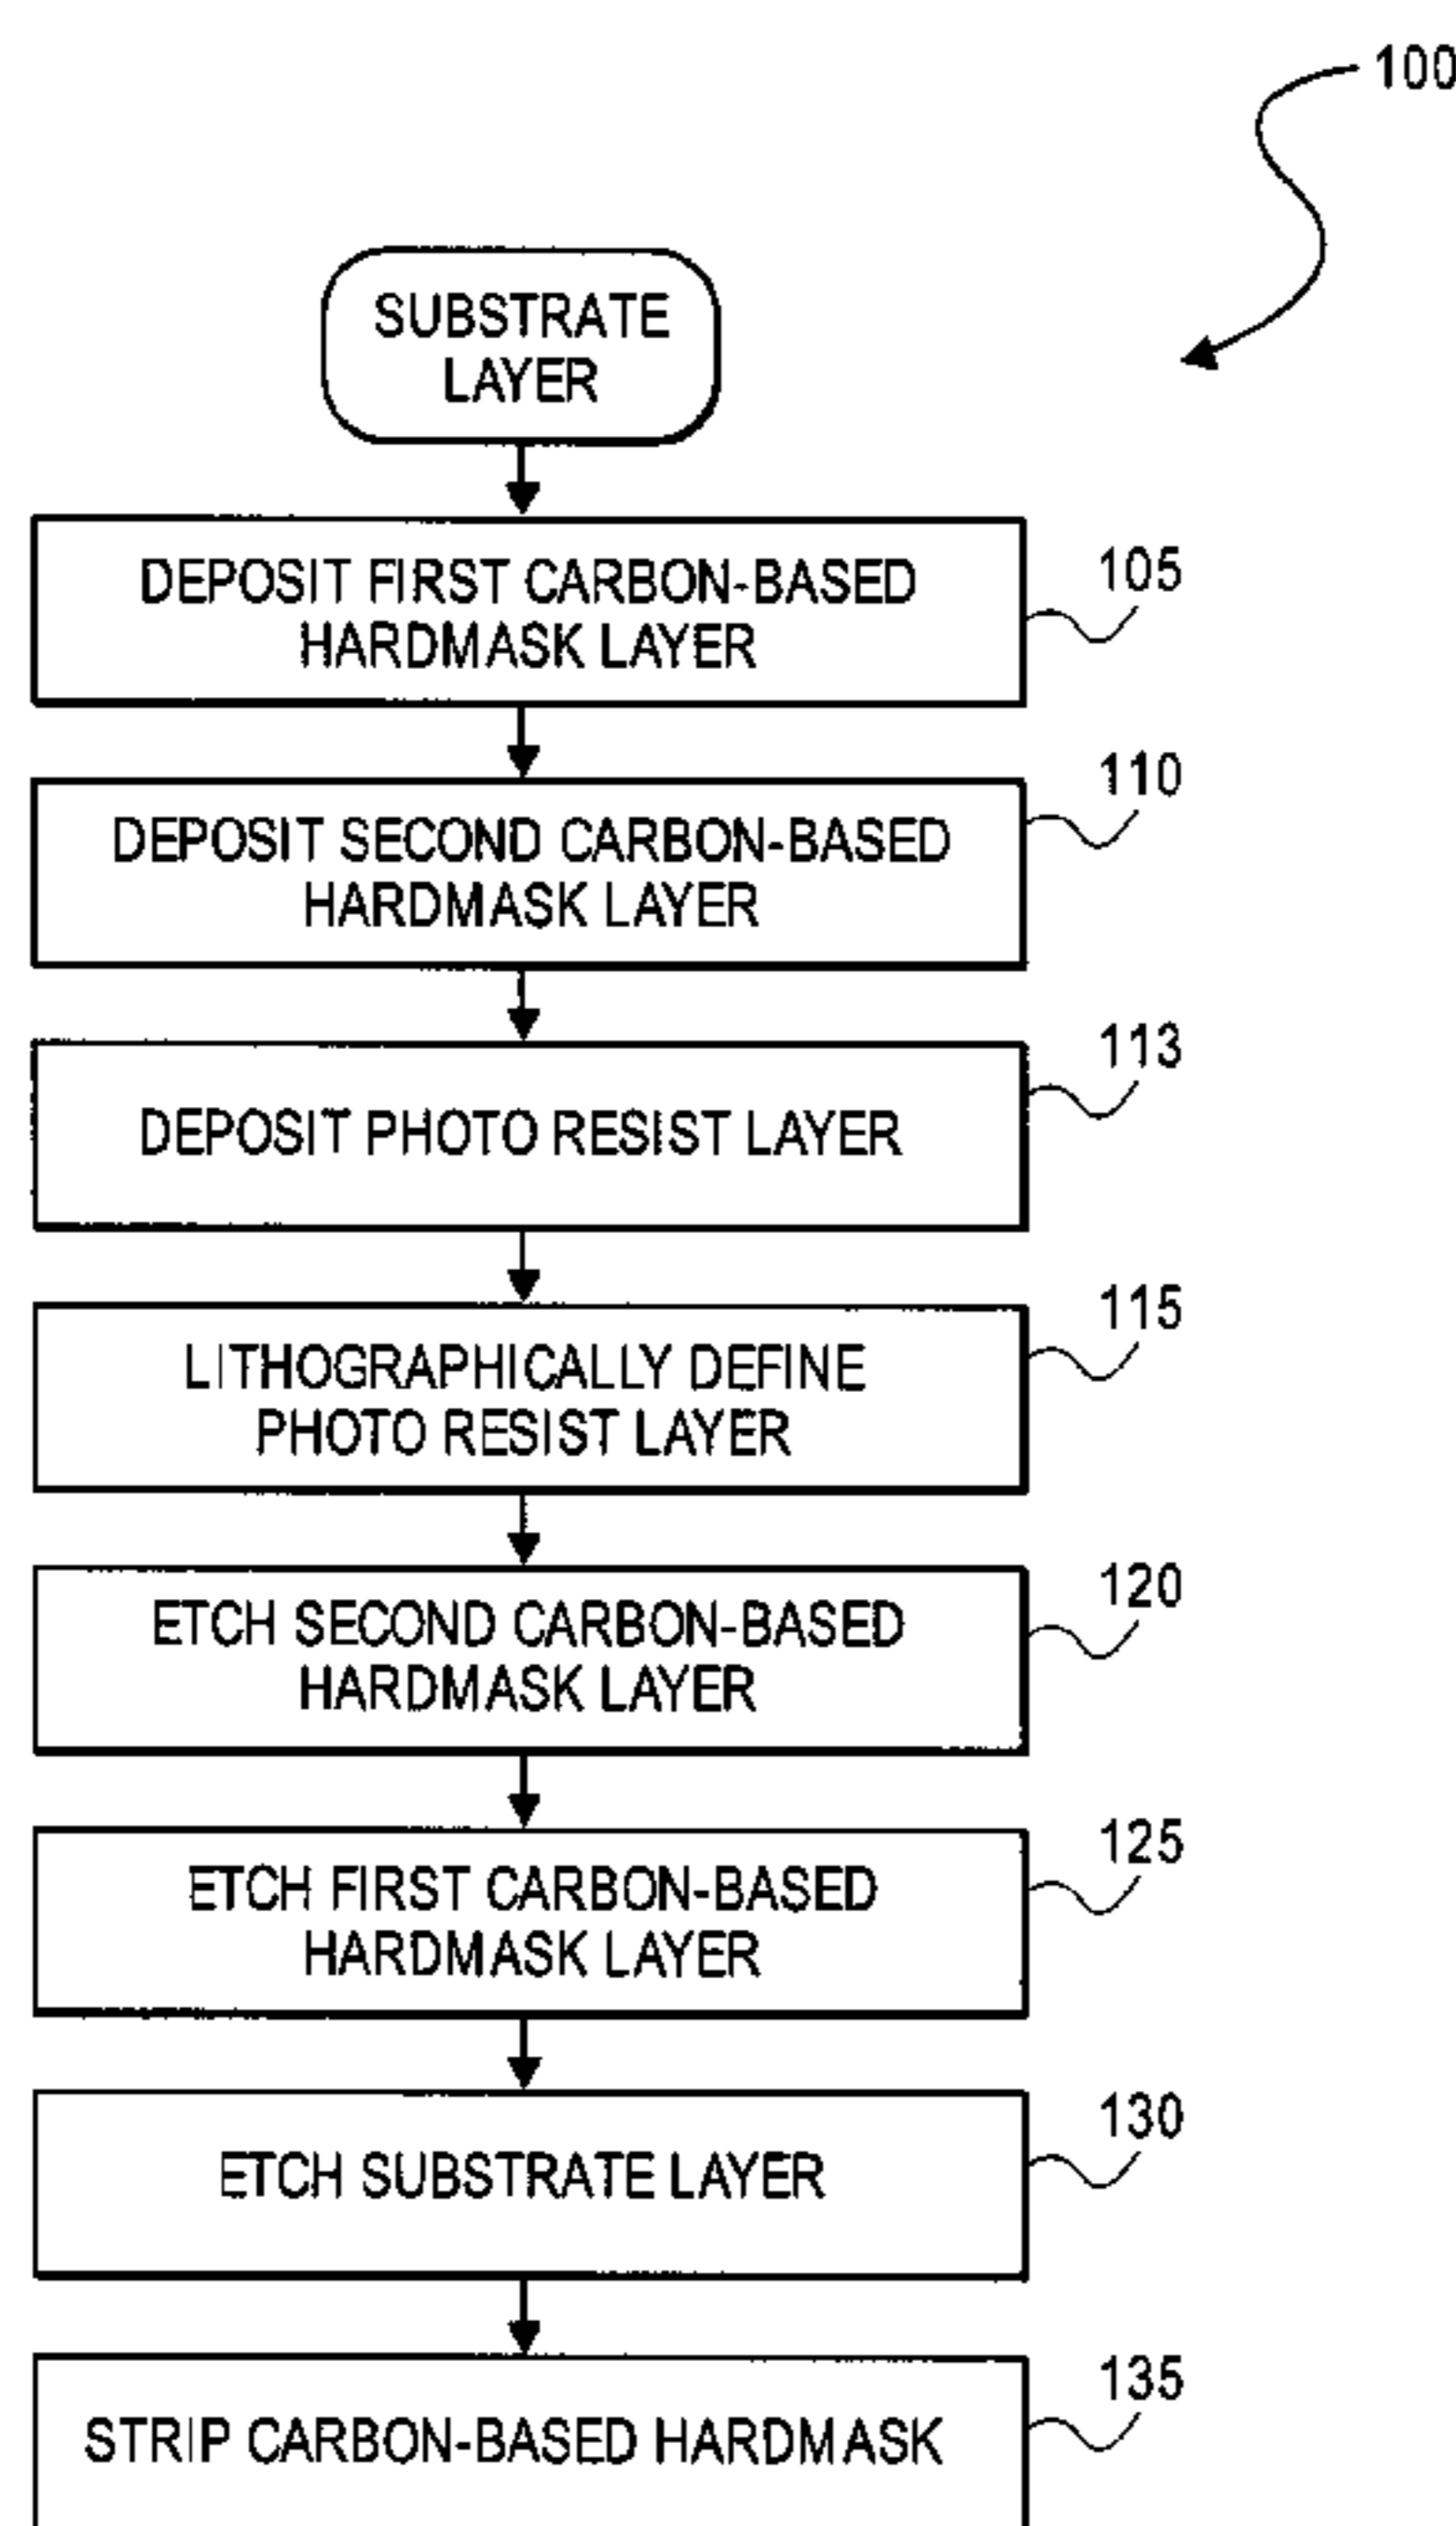 100
SUBSTRATE
LAYER
DEPOSIT FIRST CARBON-BASED
HARDMASK LAYER
105
DEPOSIT SECOND CARBON-BASED
HARDMASK LAYER
110
DEPOSIT PHOTO RESIST LAYER
113
LITHOGRAPHICALLY DEFINE
PHOTO RESIST LAYER
115
ETCH SECOND CARBON-BASED
HARDMASK LAYER
120
ETCH FIRST CARBON-BASED
HARDMASK LAYER
125
ETCH SUBSTRATE LAYER
130
STRIP CARBON-BASED HARDMASK
135